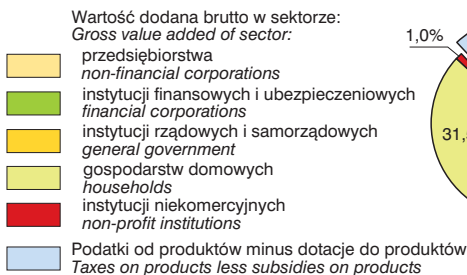 Wartość dodana brutto w sektorze:
Gross value added of sector:
przedsiębiorstwa
non-financial corporations
instytucji finansowych i ubezpieczeniowych
financial corporations
instytucji rządowych i samorządowych
general government
gospodarstw domowych
households
instytucji niekomercyjnych
non-profit institutions
Podatki od produktów minus dotacje do produktów
Taxes on products less subsidies on products
1,0%
31,